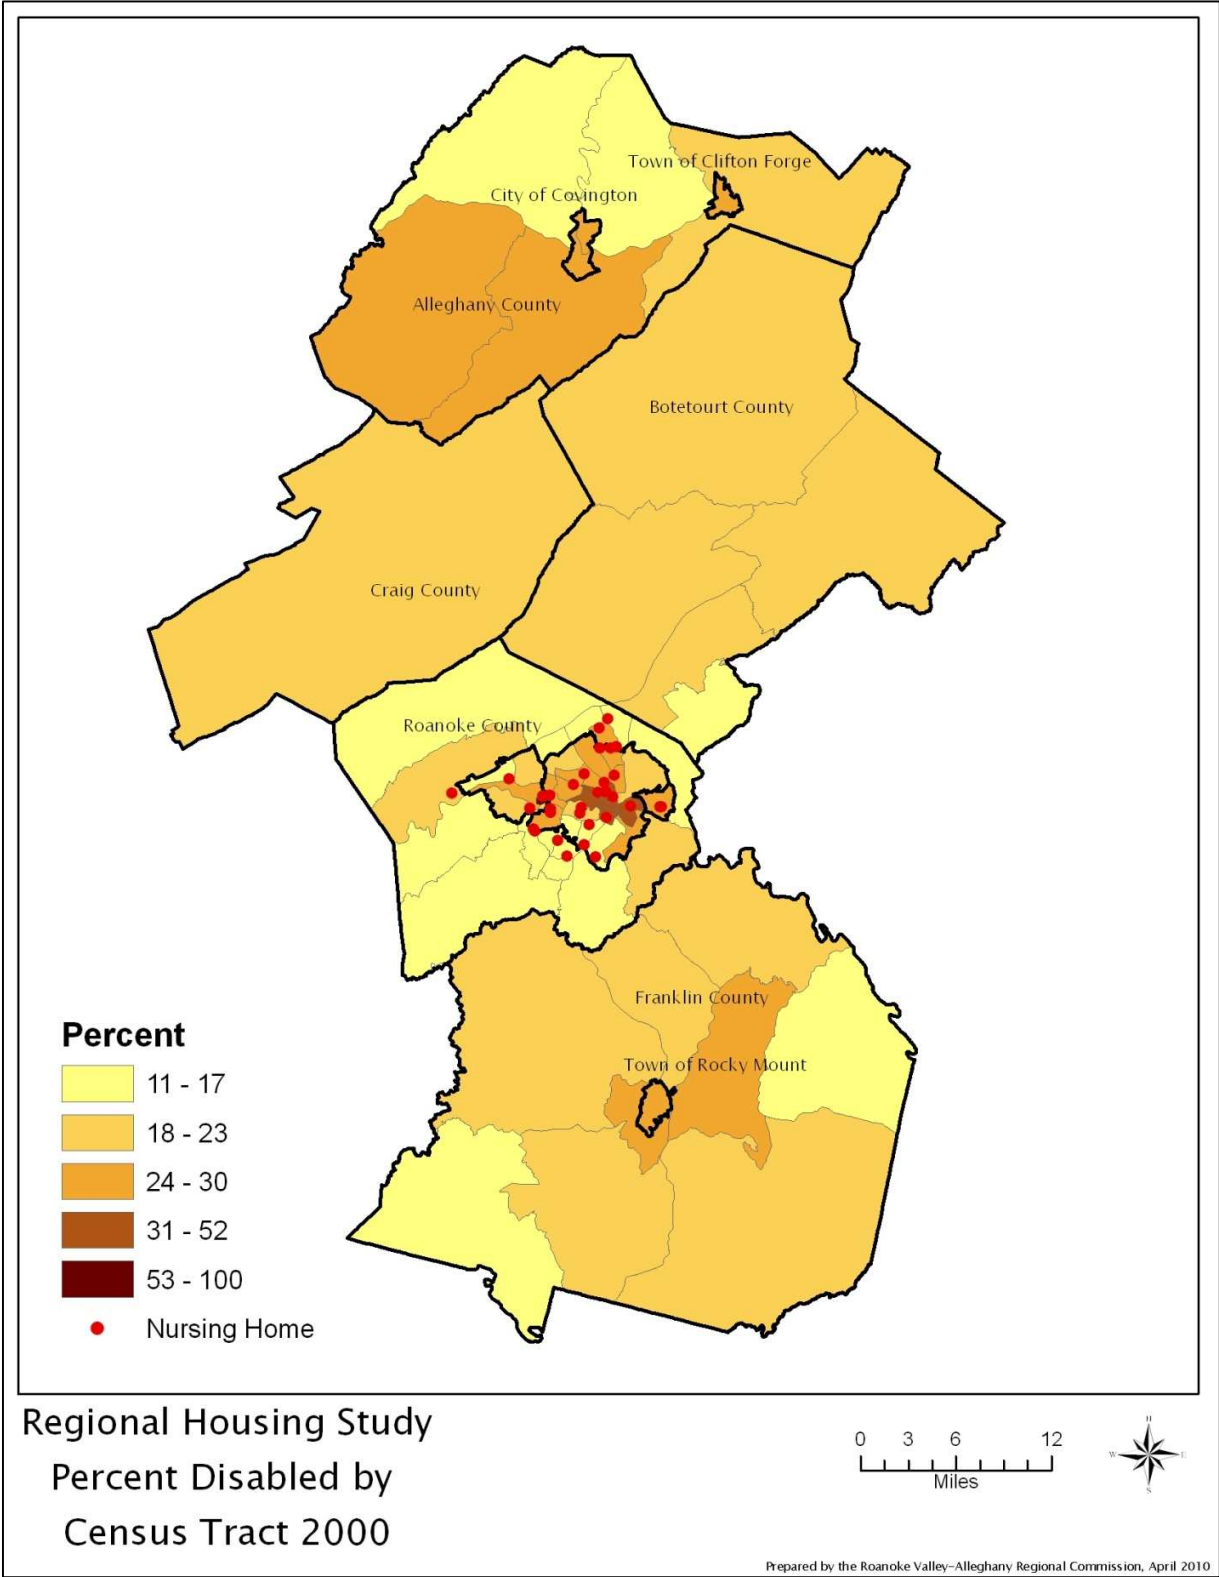 Town of Clifton Forge
City of Covington
Alleghany County
Botetourt County
Craig County
Roanoke County
Franklin County
Town of Rocky Mount
Percent
11 - 17
18 - 23
24 - 30
31 - 52
53 - 100
Nursing Home
Regional Housing Study
Percent Disabled by
Census Tract 2000
0 3 6 12
Miles
W E
S
Prepared by the Roanoke Valley-Alleghany Regional Commission, April 2010